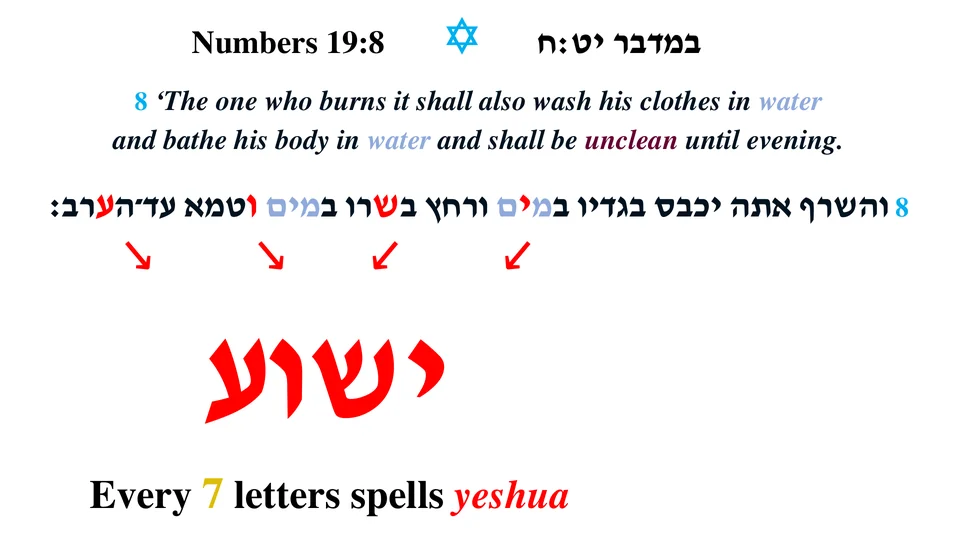 Numbers 19:8 ✡ במדבר יט:ח
8 ‘The one who burns it shall also wash his clothes in water
and bathe his body in water and shall be unclean until evening.
8 והשרף אתה יכבס בגדיו במים ורחץ בשרו במים וטמא עד־הערב:
↘ ↘ ↙ ↙
ישוע
Every 7 letters spells yeshua